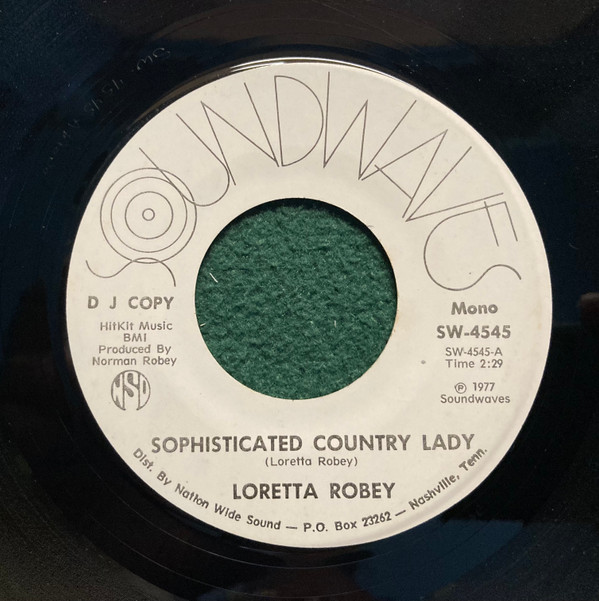 SOUNDWAVES
D J COPY
HitKit Music
BMI
Produced By
Norman Robey
NSD
Mono
SW-4545
SW-4545-A
Time 2:29
℗ 1977
Soundwaves
SOPHISTICATED COUNTRY LADY
(Loretta Robey)
LORETTA ROBEY
Dist. By Nation Wide Sound — P.O. Box 23262 — Nashville, Tenn.